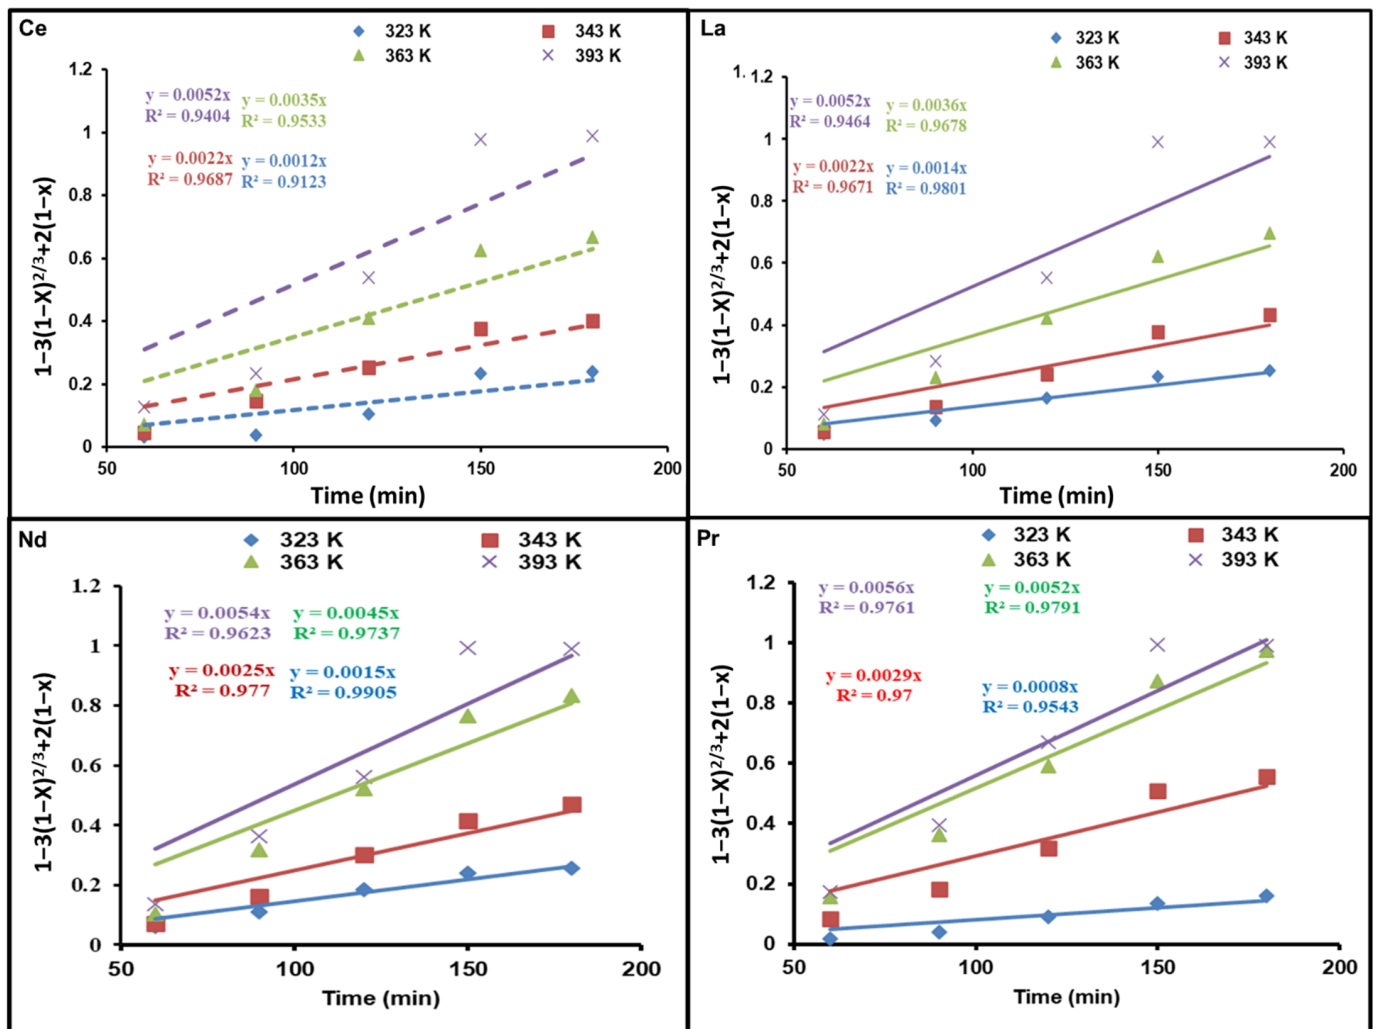 Ce
323 K
343 K
363 K
393 K
1.2
1
0.8
0.6
0.4
0.2
0
y = 0.0052x
R² = 0.9404
y = 0.0035x
R² = 0.9533
y = 0.0022x
R² = 0.9687
y = 0.0012x
R² = 0.9123
1−3(1−X)²/³+2(1−x)
50 100 150 200
Time (min)
La
323 K
343 K
363 K
393 K
1. 1.2
1
0.8
0.6
0.4
0.2
0
y = 0.0052x
R² = 0.9464
y = 0.0036x
R² = 0.9678
y = 0.0022x
R² = 0.9671
y = 0.0014x
R² = 0.9801
1−3(1−X)²/³+2(1−x)
50 100 150 200
Time (min)
Nd
323 K
343 K
363 K
393 K
1.2
1
0.8
0.6
0.4
0.2
0
y = 0.0054x
R² = 0.9623
y = 0.0045x
R² = 0.9737
y = 0.0025x
R² = 0.977
y = 0.0015x
R² = 0.9905
1−3(1−X)²/³+2(1−x)
50 100 150 200
Time (min)
Pr
323 K
343 K
363 K
393 K
1.2
1
0.8
0.6
0.4
0.2
0
y = 0.0056x
R² = 0.9761
y = 0.0052x
R² = 0.9791
y = 0.0029x
R² = 0.97
y = 0.0008x
R² = 0.9543
1−3(1−X)²/³+2(1−x)
50 100 150 200
Time (min)